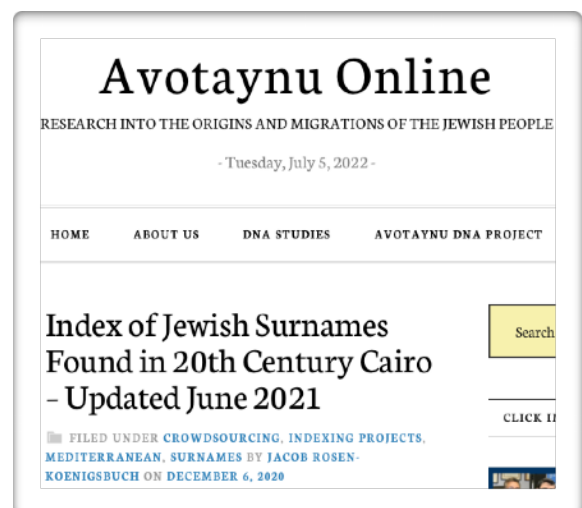 Avotaynu Online
RESEARCH INTO THE ORIGINS AND MIGRATIONS OF THE JEWISH PEOPLE
- Tuesday, July 5, 2022 -
HOME ABOUT US DNA STUDIES AVOTAYNU DNA PROJECT
Index of Jewish Surnames
Found in 20th Century Cairo
– Updated June 2021
FILED UNDER CROWDSOURCING, INDEXING PROJECTS,
MEDITERRANEAN, SURNAMES BY JACOB ROSEN-
KOENIGSBUCH ON DECEMBER 6, 2020
Search
CLICK